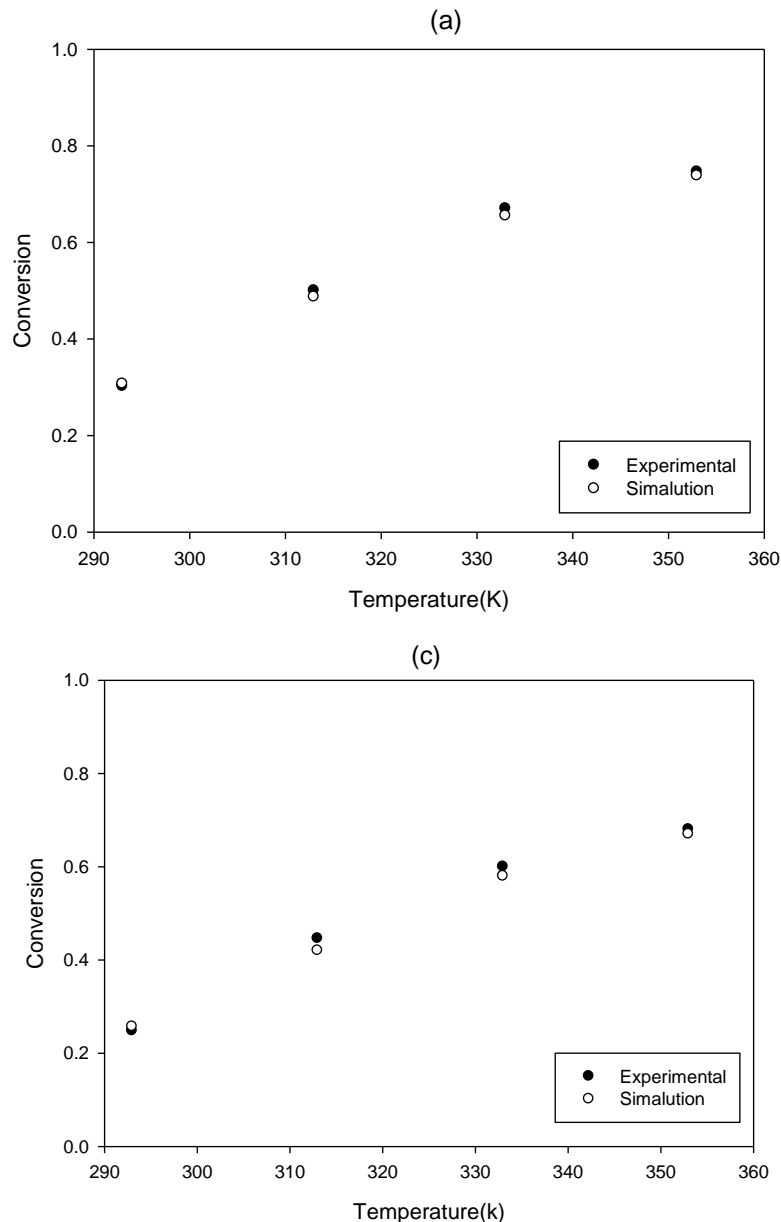 (a)
1.0
0.8
0.6
0.4
0.2
0.0
Conversion
Experimental
Simalution
290 300 310 320 330 340 350 360
Temperature(K)
(c)
1.0
0.8
0.6
0.4
0.2
0.0
Conversion
Experimental
Simalution
290 300 310 320 330 340 350 360
Temperature(k)